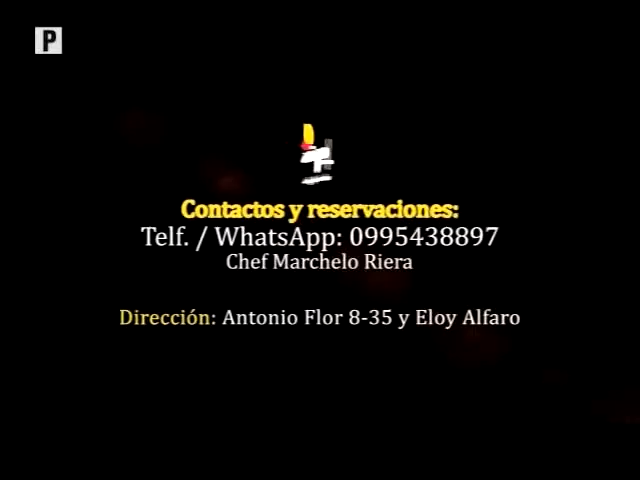 P
Contactos y reservaciones:
Telf. / WhatsApp: 0995438897
Chef Marchelo Riera
Dirección: Antonio Flor 8-35 y Eloy Alfaro